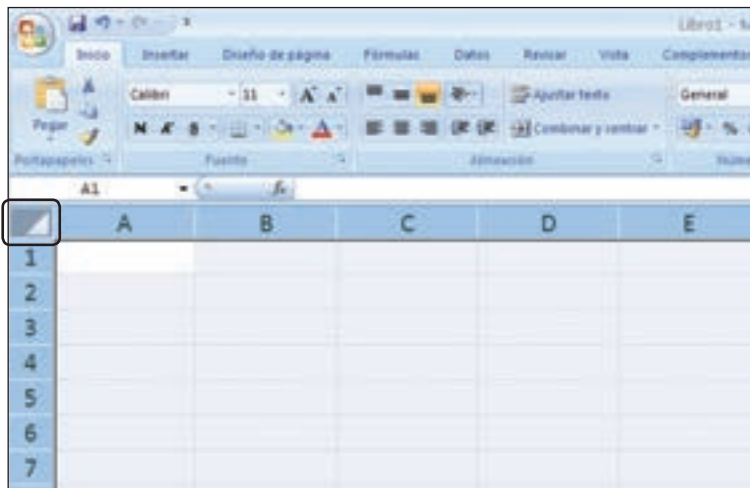 Libro1 -
Inicio Insertar Diseño de página Fórmulas Datos Revisar Vista Complementos
Calibri 11 A A Ajustar texto General
Pegar N K S A Combinar y centrar %
Portapapeles Fuente Alineación
A1 fx
A B C D E
1
2
3
4
5
6
7